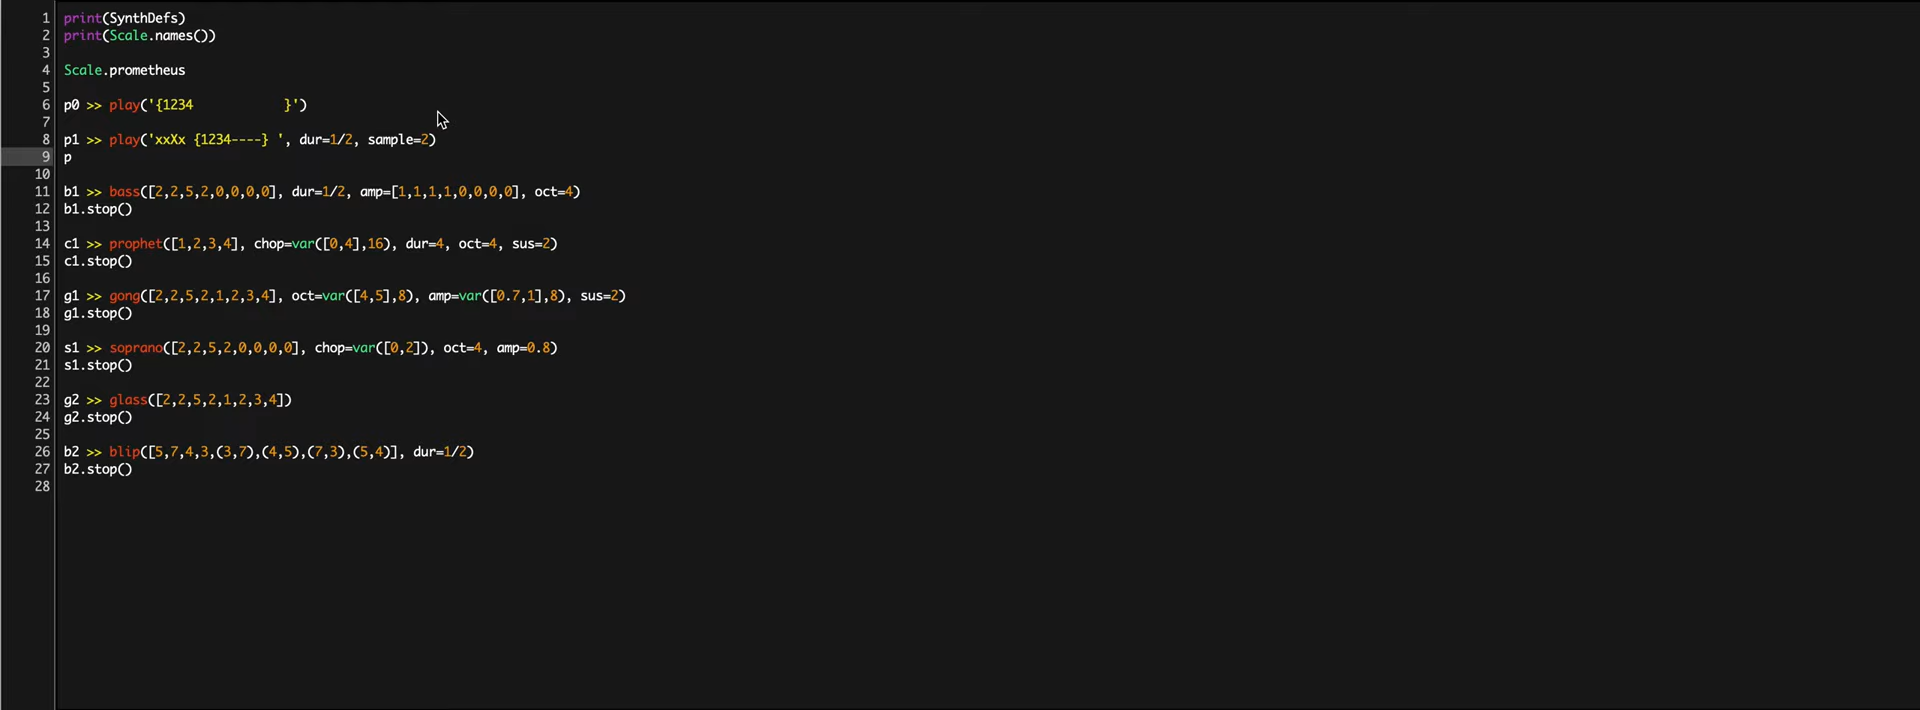 1 print(SynthDefs)
2 print(Scale.names())
3
4 Scale.prometheus
5
6 p0 >> play('{1234            }')
7
8 p1 >> play('xxXx {1234----} ', dur=1/2, sample=2)
9 p
10
11 b1 >> bass([2,2,5,2,0,0,0,0], dur=1/2, amp=[1,1,1,1,0,0,0,0], oct=4)
12 b1.stop()
13
14 c1 >> prophet([1,2,3,4], chop=var([0,4],16), dur=4, oct=4, sus=2)
15 c1.stop()
16
17 g1 >> gong([2,2,5,2,1,2,3,4], oct=var([4,5],8), amp=var([0.7,1],8), sus=2)
18 g1.stop()
19
20 s1 >> soprano([2,2,5,2,0,0,0,0], chop=var([0,2]), oct=4, amp=0.8)
21 s1.stop()
22
23 g2 >> glass([2,2,5,2,1,2,3,4])
24 g2.stop()
25
26 b2 >> blip([5,7,4,3,(3,7),(4,5),(7,3),(5,4)], dur=1/2)
27 b2.stop()
28